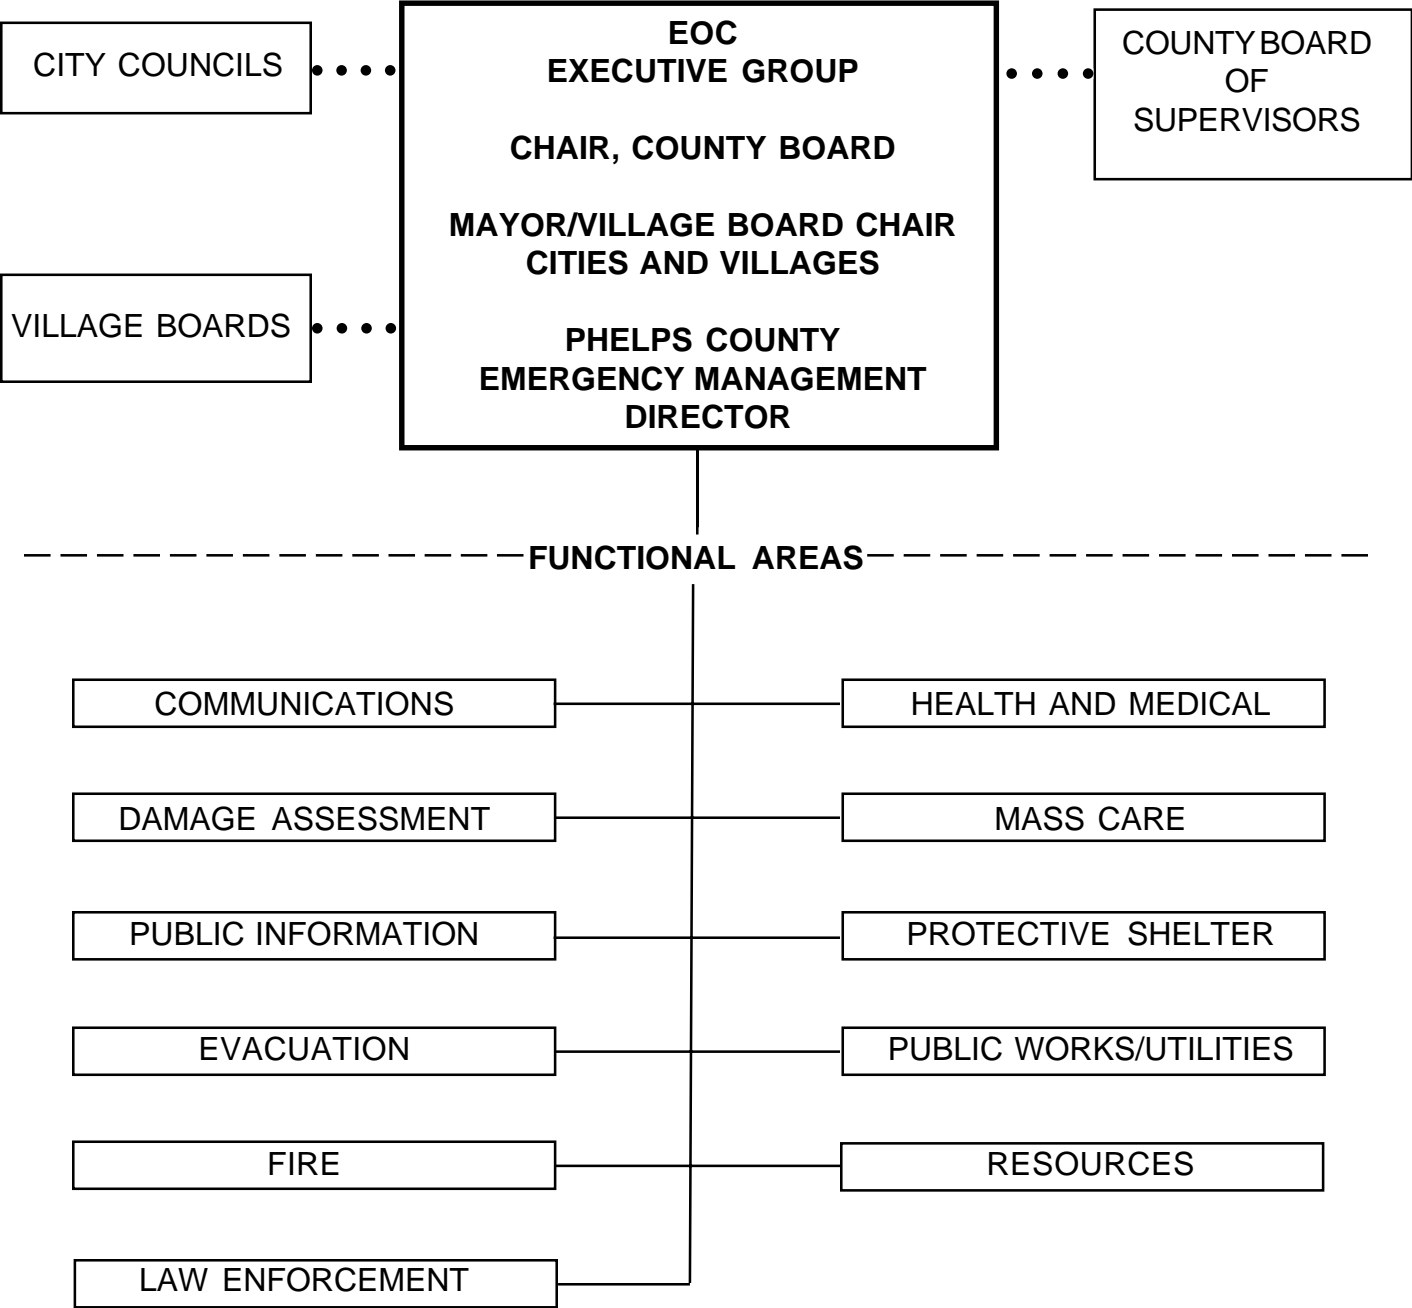 CITY COUNCILS
EOC
EXECUTIVE GROUP
CHAIR, COUNTY BOARD
MAYOR/VILLAGE BOARD CHAIR
CITIES AND VILLAGES
PHELPS COUNTY
EMERGENCY MANAGEMENT
DIRECTOR
COUNTY BOARD
OF
SUPERVISORS
VILLAGE BOARDS
FUNCTIONAL AREAS
COMMUNICATIONS
HEALTH AND MEDICAL
DAMAGE ASSESSMENT
MASS CARE
PUBLIC INFORMATION
PROTECTIVE SHELTER
EVACUATION
PUBLIC WORKS/UTILITIES
FIRE
RESOURCES
LAW ENFORCEMENT